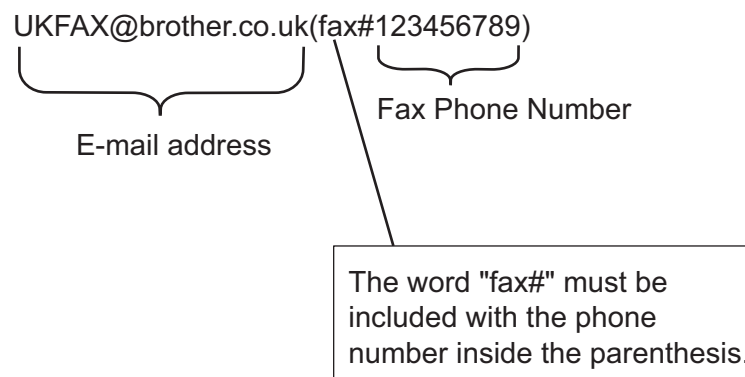 UKFAX@brother.co.uk(fax#123456789)
Fax Phone Number
E-mail address
The word "fax#" must be
included with the phone
number inside the parenthesis.